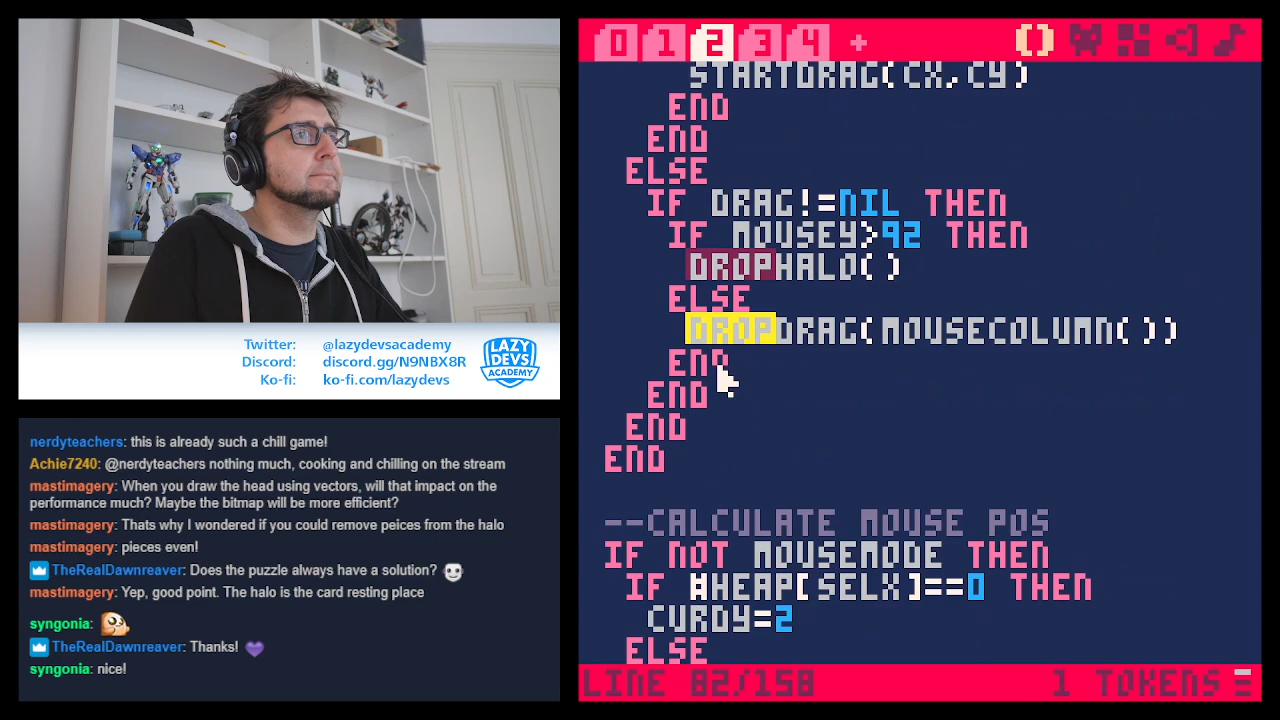 Twitter: @lazydevsacademy
Discord: discord.gg/N9NBX8R
Ko-fi: ko-fi.com/lazydevs
LAZY DEVS
ACADEMY
nerdyteachers: this is already such a chill game!
Achie7240: @nerdyteachers nothing much, cooking and chilling on the stream
mastimagery: When you draw the head using vectors, will that impact on the
performance much? Maybe the bitmap will be more efficient?
mastimagery: Thats why I wondered if you could remove peices from the halo
mastimagery: pieces even!
TheRealDawnreaver: Does the puzzle always have a solution?
mastimagery: Yep, good point. The halo is the card resting place
syngonia:
TheRealDawnreaver: Thanks!
syngonia: nice!
0 1 2 3 4 + ()
STARTDRAG(CX,CY)
END
END
ELSE
IF DRAG!=NIL THEN
IF MOUSEY>92 THEN
DROPHALO()
ELSE
DROPDRAG(MOUSECOLUMN())
END
END
END
END
--CALCULATE MOUSE POS
IF NOT MOUSEMODE THEN
IF #HEAP[SELX]==0 THEN
CURDY=2
ELSE
LINE 82/158 1 TOKENS